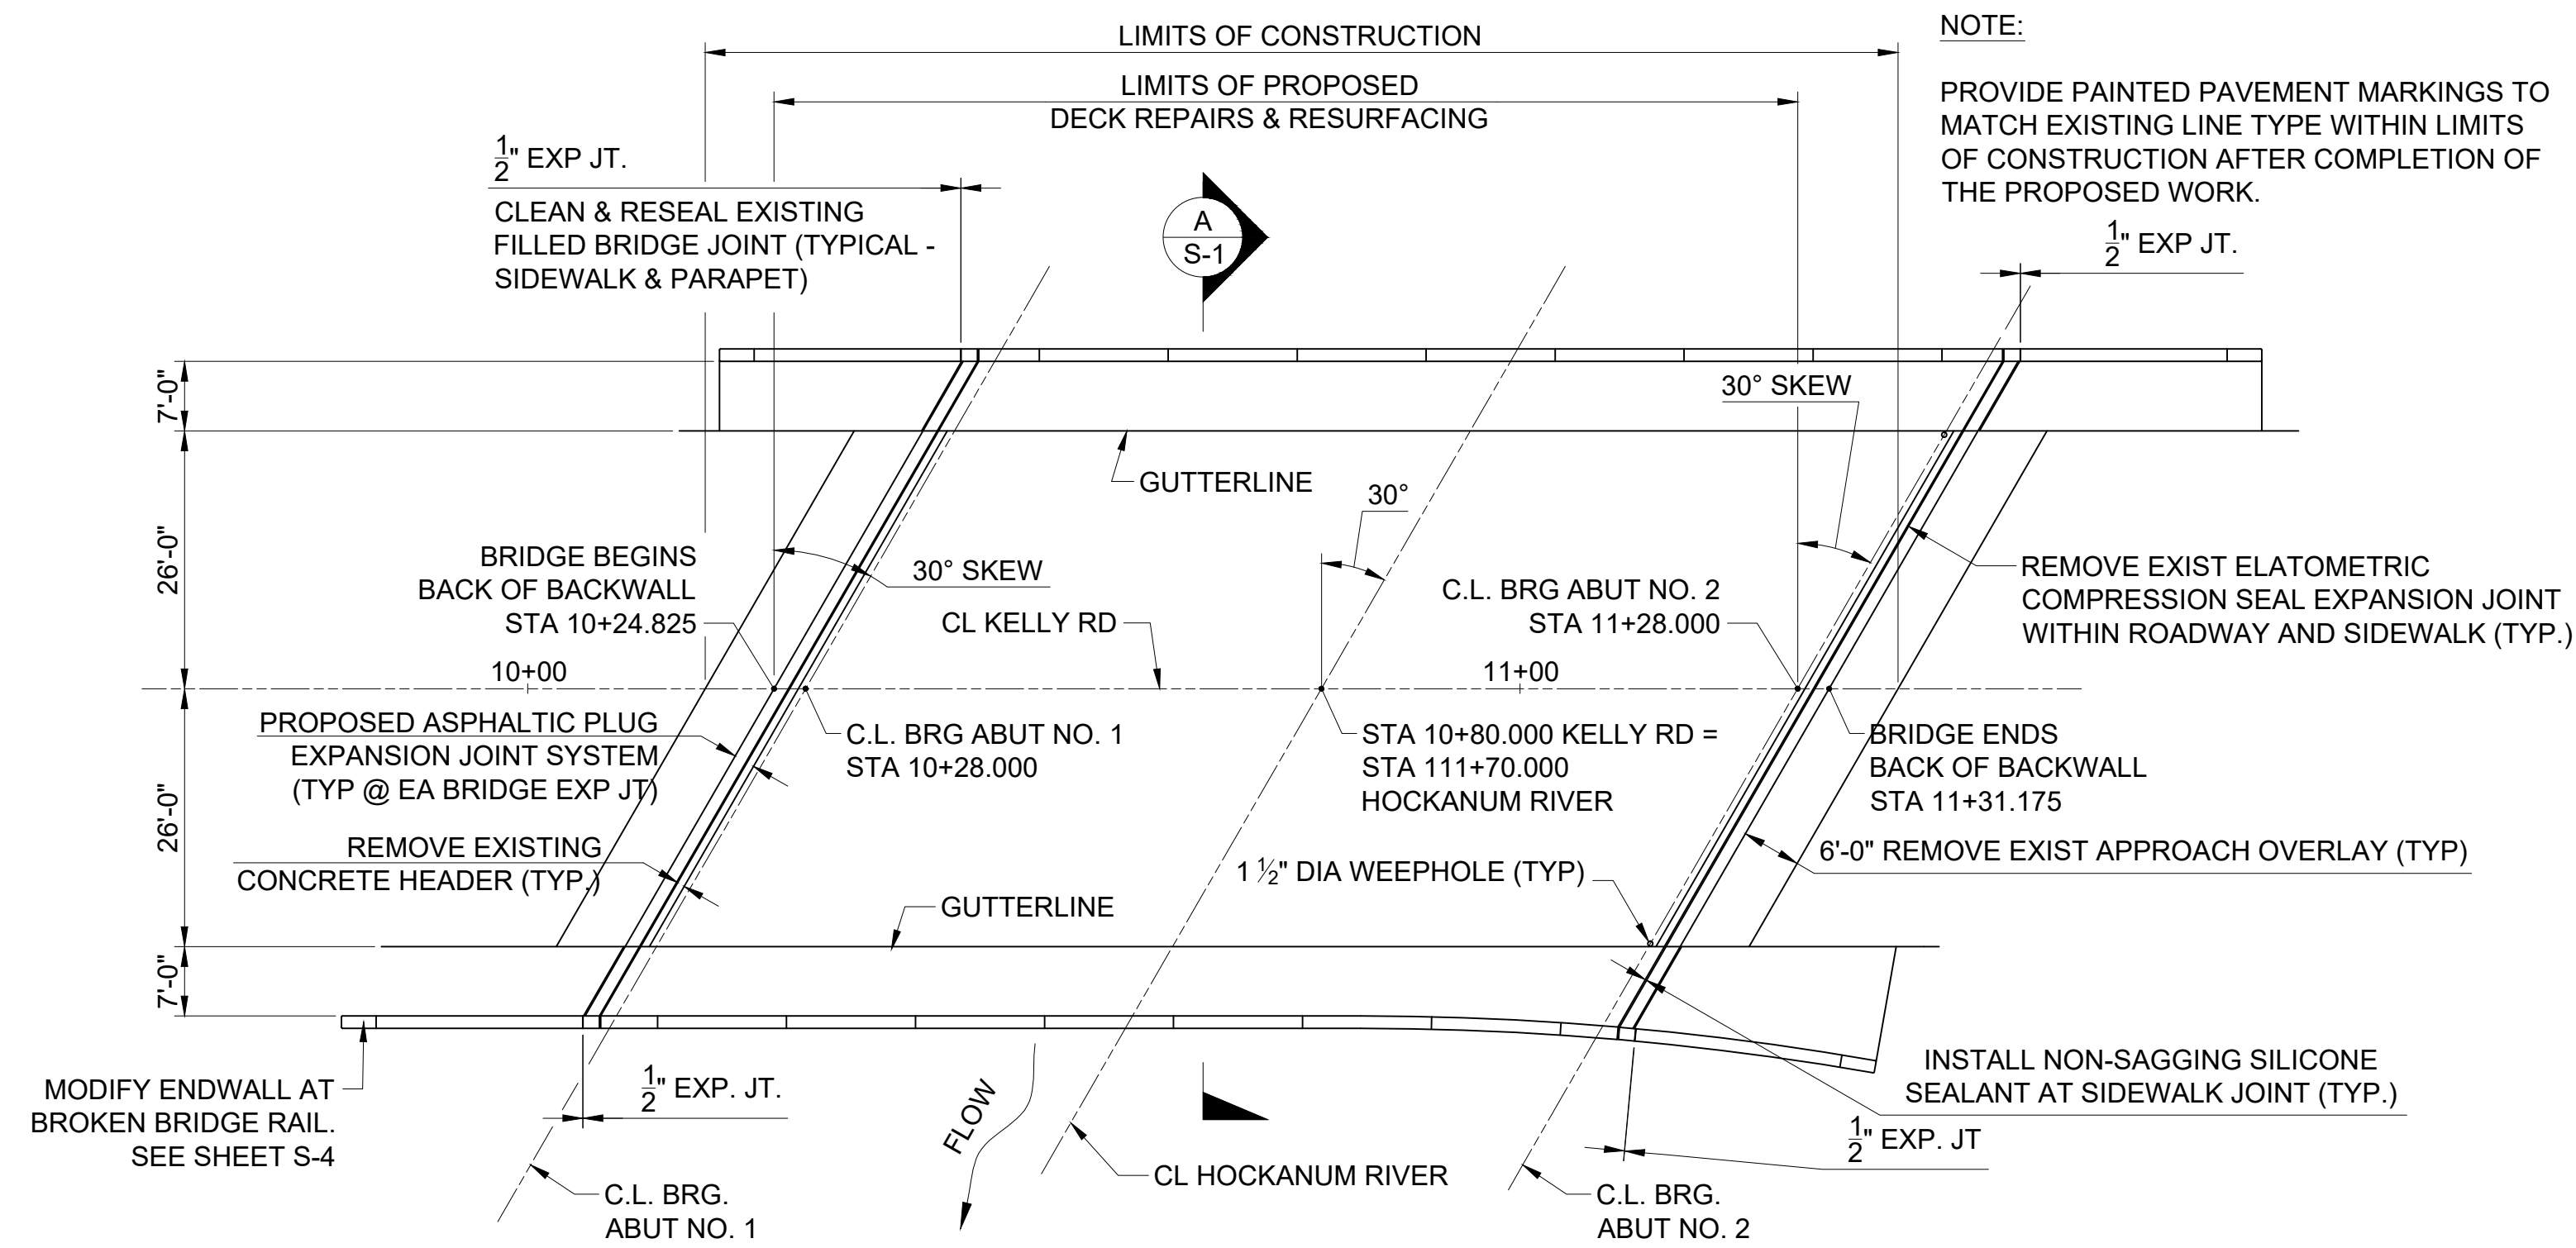 LIMITS OF CONSTRUCTION
LIMITS OF PROPOSED
DECK REPAIRS & RESURFACING
NOTE:
PROVIDE PAINTED PAVEMENT MARKINGS TO
MATCH EXISTING LINE TYPE WITHIN LIMITS
OF CONSTRUCTION AFTER COMPLETION OF
THE PROPOSED WORK.
1/2" EXP JT.
CLEAN & RESEAL EXISTING
FILLED BRIDGE JOINT (TYPICAL -
SIDEWALK & PARAPET)
A
S-1
1/2" EXP JT.
7'-0"
26'-0"
26'-0"
7'-0"
30° SKEW
GUTTERLINE
30°
BRIDGE BEGINS
BACK OF BACKWALL
STA 10+24.825
30° SKEW
CL KELLY RD
C.L. BRG ABUT NO. 2
STA 11+28.000
REMOVE EXIST ELATOMETRIC
COMPRESSION SEAL EXPANSION JOINT
WITHIN ROADWAY AND SIDEWALK (TYP.)
10+00
11+00
PROPOSED ASPHALTIC PLUG
EXPANSION JOINT SYSTEM
(TYP @ EA BRIDGE EXP JT)
C.L. BRG ABUT NO. 1
STA 10+28.000
STA 10+80.000 KELLY RD =
STA 111+70.000
HOCKANUM RIVER
BRIDGE ENDS
BACK OF BACKWALL
STA 11+31.175
REMOVE EXISTING
CONCRETE HEADER (TYP.)
1 1/2" DIA WEEPHOLE (TYP)
6'-0" REMOVE EXIST APPROACH OVERLAY (TYP)
GUTTERLINE
MODIFY ENDWALL AT
BROKEN BRIDGE RAIL.
SEE SHEET S-4
1/2" EXP. JT.
FLOW
INSTALL NON-SAGGING SILICONE
SEALANT AT SIDEWALK JOINT (TYP.)
1/2" EXP. JT
CL HOCKANUM RIVER
C.L. BRG.
ABUT NO. 1
C.L. BRG.
ABUT NO. 2